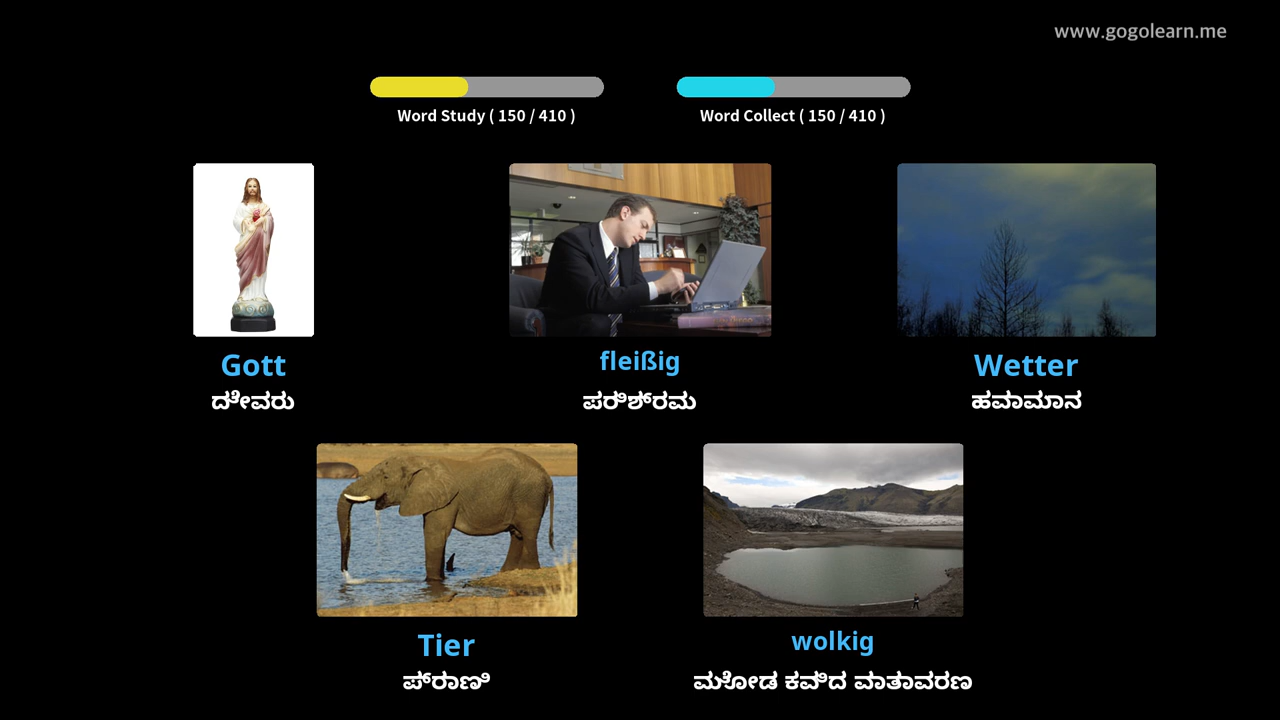 www.gogolearn.me
Word Study ( 150 / 410 )
Word Collect ( 150 / 410 )
Gott
ದೇವರು
fleißig
ಪರಿಶ್ರಮ
Wetter
ಹವಾಮಾನ
Tier
ಪ್ರಾಣಿ
wolkig
ಮೋಡ ಕವಿದ ವಾತಾವರಣ